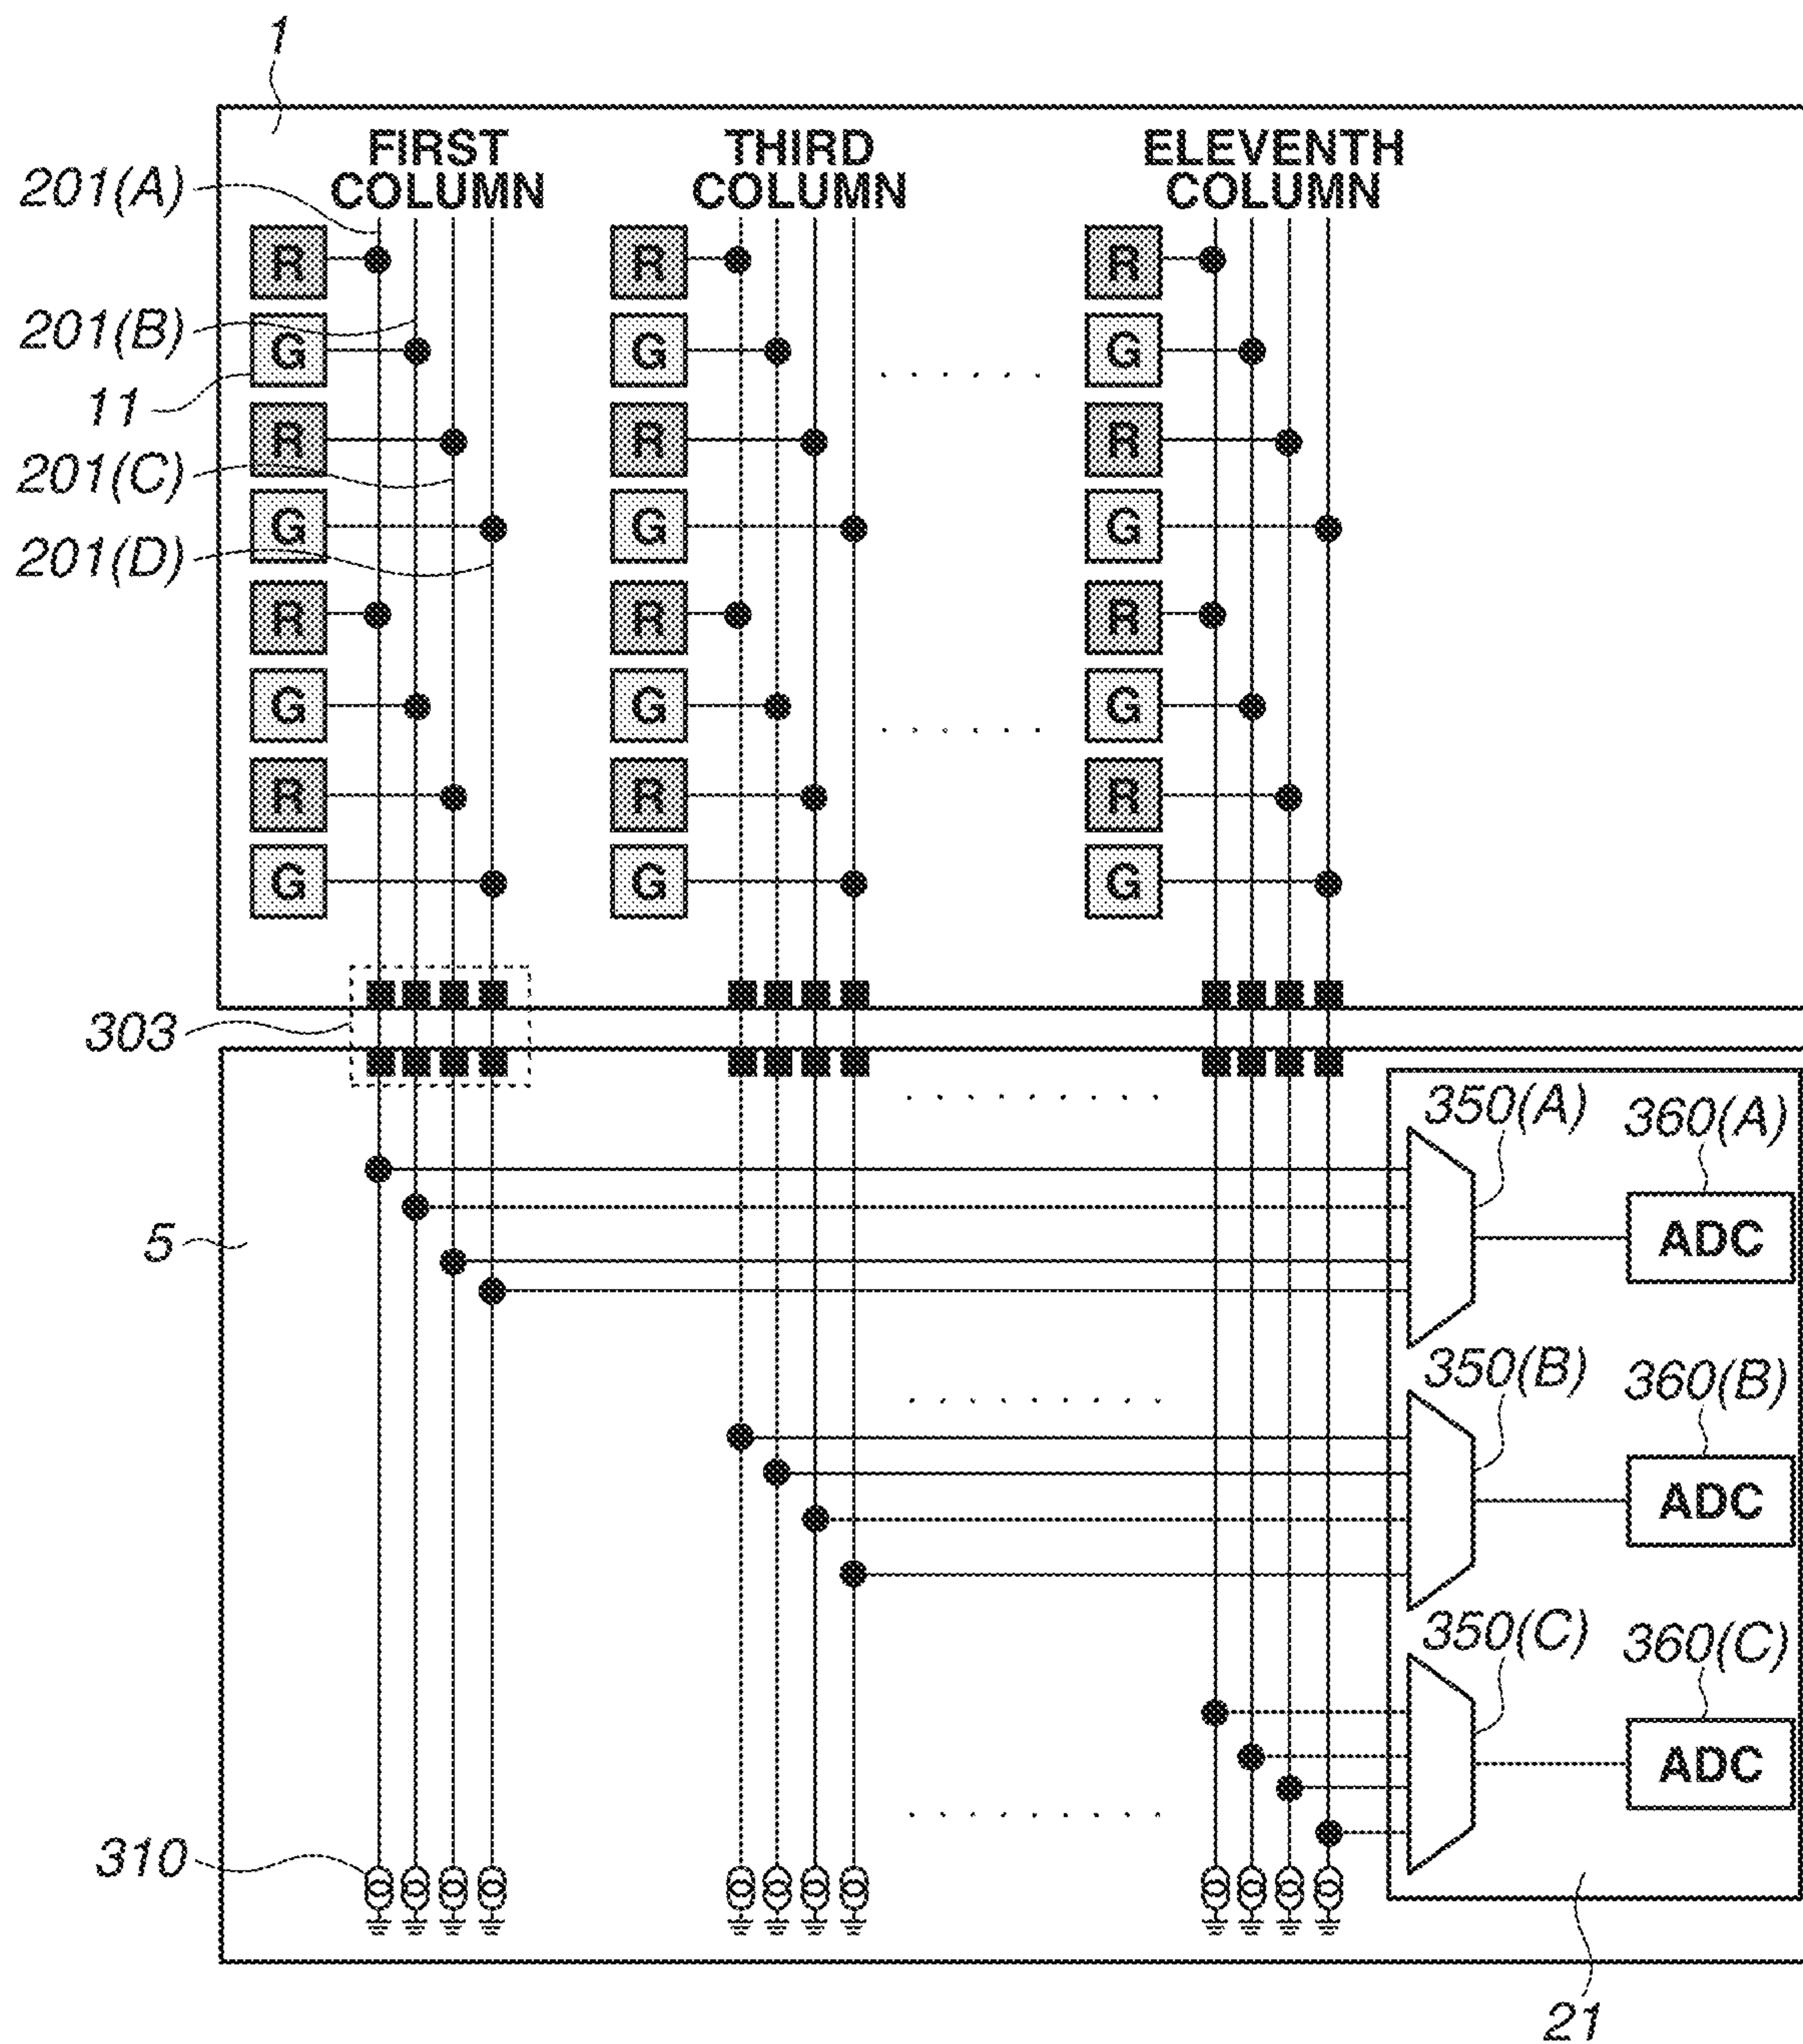 1
FIRST COLUMN
THIRD COLUMN
ELEVENTH COLUMN
201(A)
R R R
201(B)
G G G
11
R R R
201(C)
G G G
201(D)
R R R
G G G
R R R
G G G
303
350(A)
360(A)
ADC
5
350(B)
360(B)
ADC
350(C)
360(C)
ADC
310
21